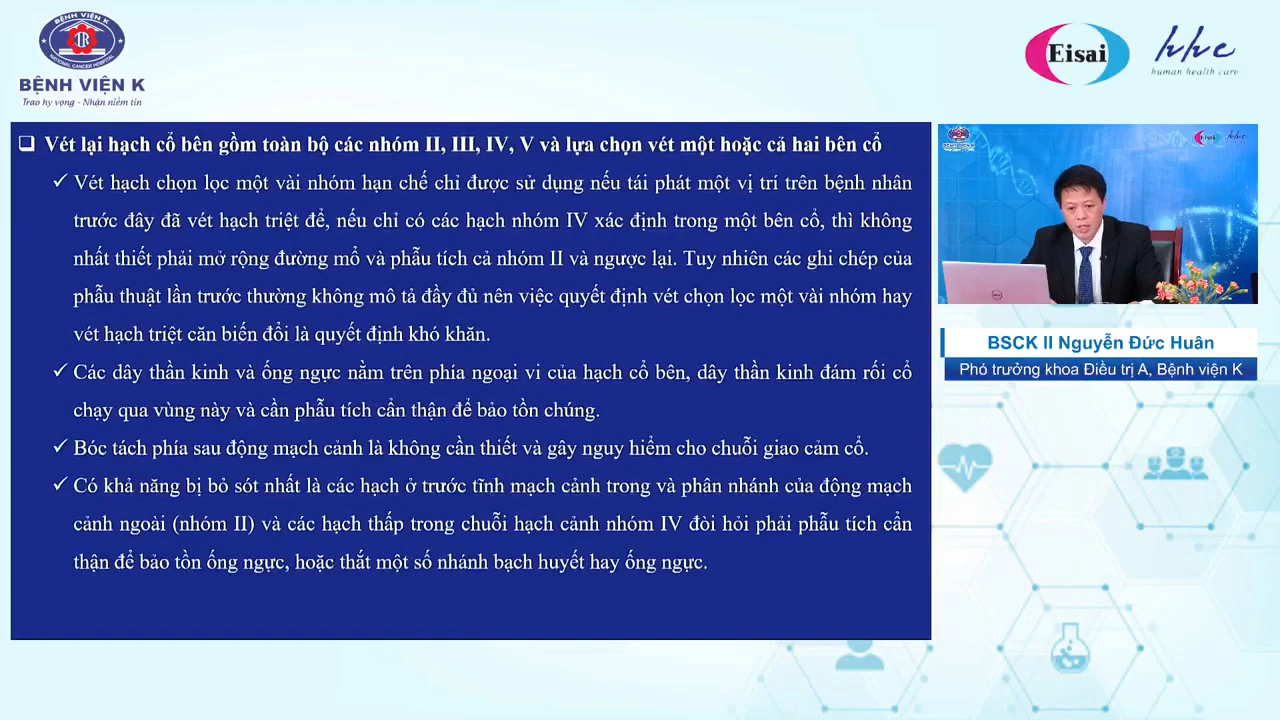 BỆNH VIỆN K
NATIONAL CANCER HOSPITAL
BỆNH VIỆN K
Trao hy vọng - Nhận niềm tin
Eisai
hhc
human health care
❑ Vét lại hạch cổ bên gồm toàn bộ các nhóm II, III, IV, V và lựa chọn vét một hoặc cả hai bên cổ
✓ Vét hạch chọn lọc một vài nhóm hạn chế chỉ được sử dụng nếu tái phát một vị trí trên bệnh nhân
trước đây đã vét hạch triệt để, nếu chỉ có các hạch nhóm IV xác định trong một bên cổ, thì không
nhất thiết phải mở rộng đường mổ và phẫu tích cả nhóm II và ngược lại. Tuy nhiên các ghi chép của
phẫu thuật lần trước thường không mô tả đầy đủ nên việc quyết định vét chọn lọc một vài nhóm hay
vét hạch triệt căn biến đổi là quyết định khó khăn.
✓ Các dây thần kinh và ống ngực nằm trên phía ngoại vi của hạch cổ bên, dây thần kinh đám rối cổ
chạy qua vùng này và cần phẫu tích cẩn thận để bảo tồn chúng.
✓ Bóc tách phía sau động mạch cảnh là không cần thiết và gây nguy hiểm cho chuỗi giao cảm cổ.
✓ Có khả năng bị bỏ sót nhất là các hạch ở trước tĩnh mạch cảnh trong và phân nhánh của động mạch
cảnh ngoài (nhóm II) và các hạch thấp trong chuỗi hạch cảnh nhóm IV đòi hỏi phải phẫu tích cẩn
thận để bảo tồn ống ngực, hoặc thắt một số nhánh bạch huyết hay ống ngực.
Eisai
hhc
BSCK II Nguyễn Đức Huân
Phó trưởng khoa Điều trị A, Bệnh viện K